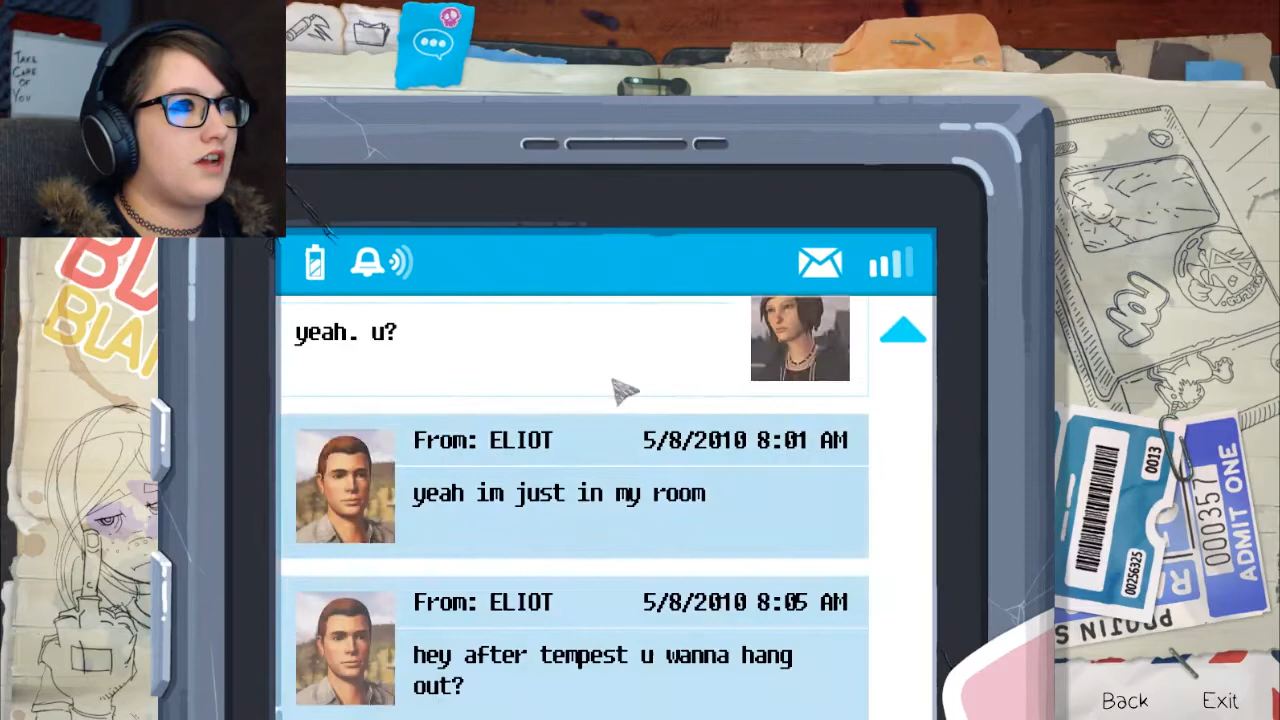 TAKE
CARE
OF
YOU
yeah. u?
From: ELIOT 5/8/2010 8:01 AM
yeah im just in my room
From: ELIOT 5/8/2010 8:05 AM
hey after tempest u wanna hang
out?
0013
00256325
000357
ADMIT ONE
Back Exit